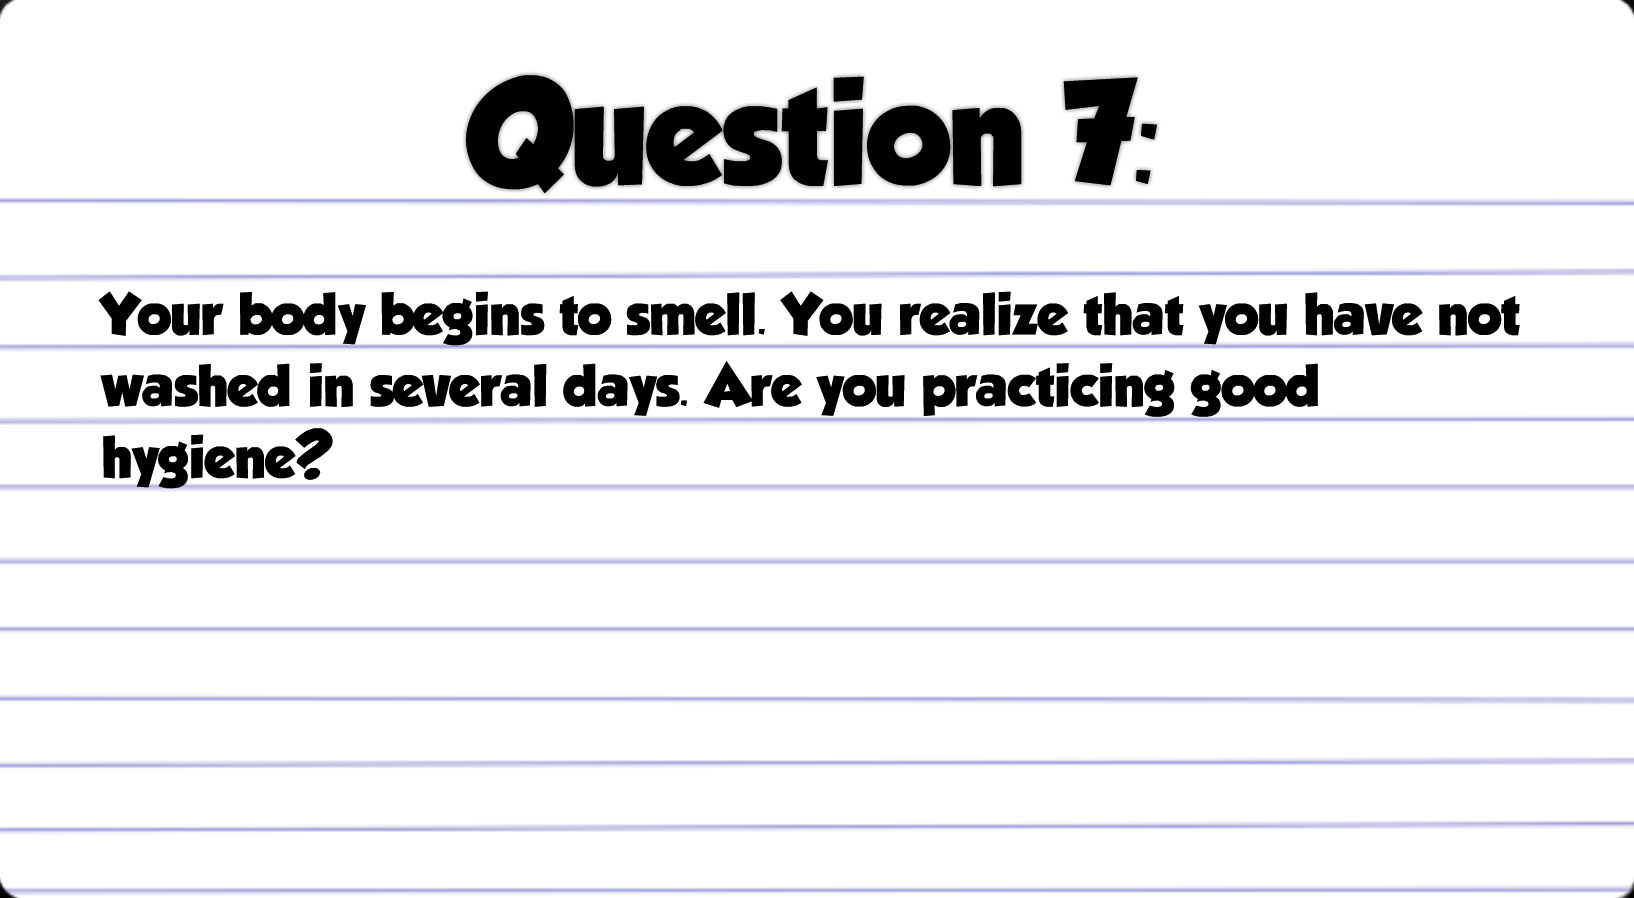 Question 7:
Your body begins to smell. You realize that you have not
washed in several days. Are you practicing good
hygiene?